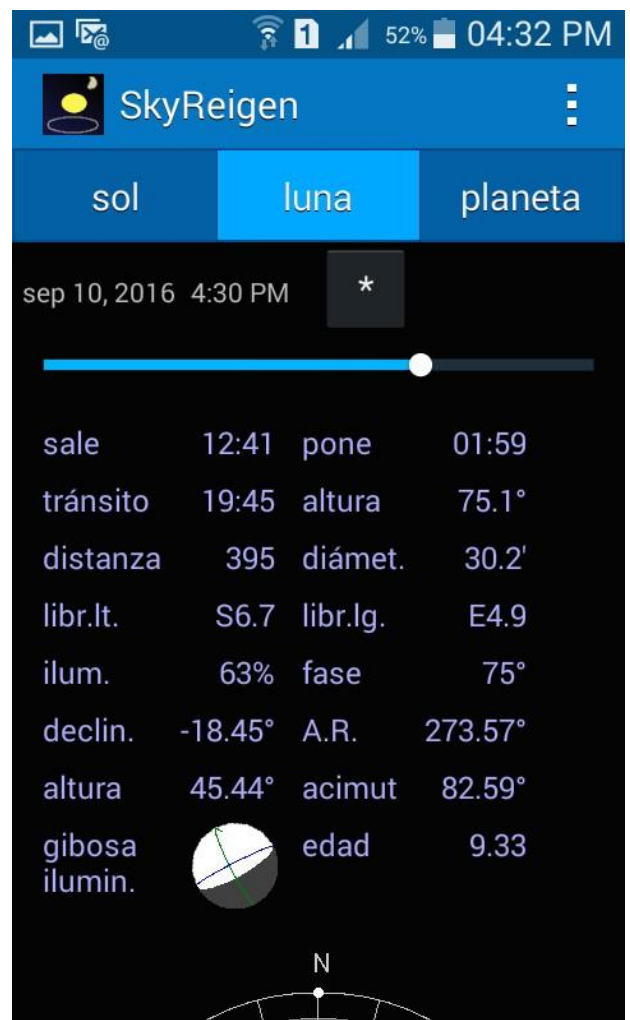 1 52% 04:32 PM
SkyReigen
sol luna planeta
sep 10, 2016 4:30 PM *
sale 12:41 pone 01:59
tránsito 19:45 altura 75.1°
distanza 395 diámet. 30.2'
libr.lt. S6.7 libr.lg. E4.9
ilum. 63% fase 75°
declin. -18.45° A.R. 273.57°
altura 45.44° acimut 82.59°
gibosa edad 9.33
ilumin.
N